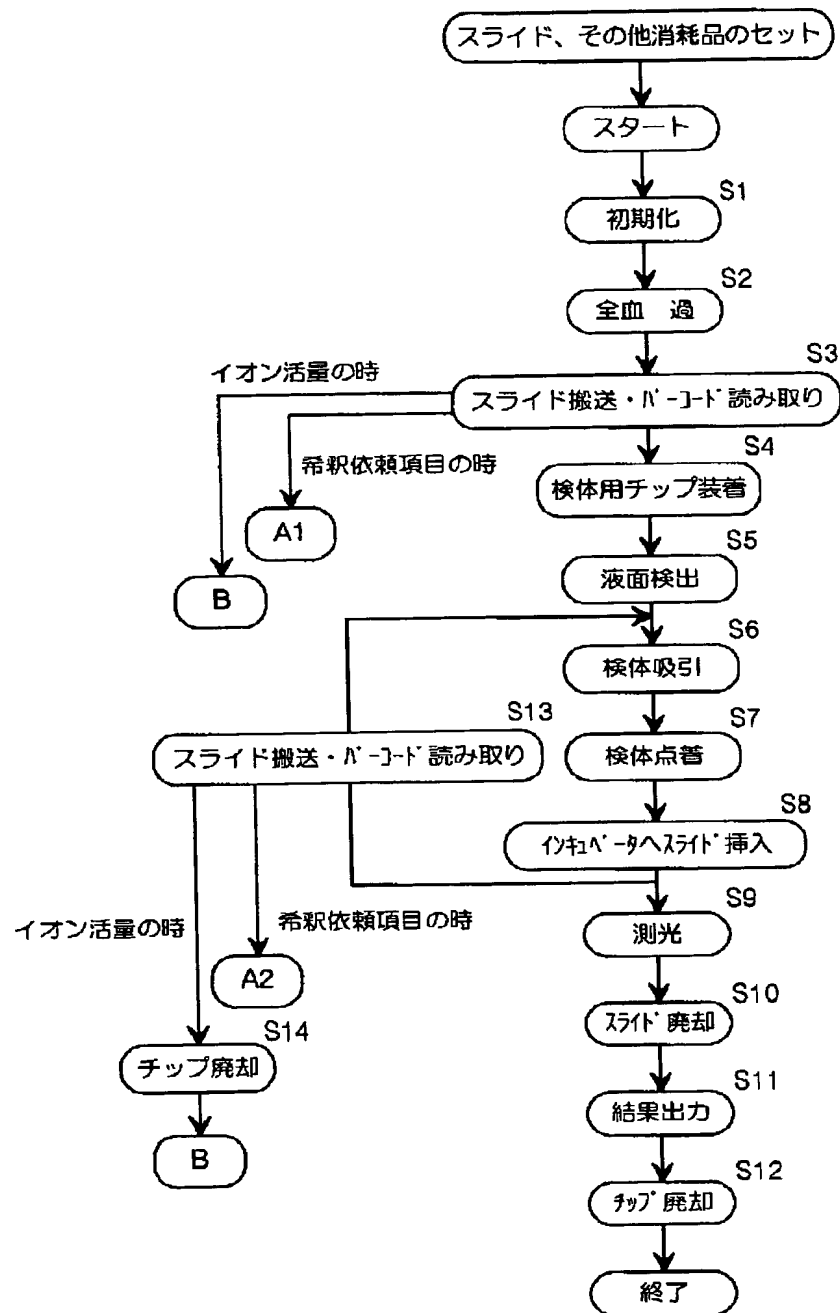 スライド、その他消耗品のセット
スタート
S1
初期化
S2
全血　過
S3
イオン活量の時
スライド搬送・バーコード読み取り
S4
希釈依頼項目の時
検体用チップ装着
A1
S5
液面検出
B
S6
検体吸引
S13
S7
スライド搬送・バーコード読み取り
検体点着
S8
インキュベータへスライド挿入
S9
イオン活量の時
希釈依頼項目の時
測光
A2
S10
スライド廃却
S14
チップ廃却
S11
結果出力
B
S12
チップ廃却
終了